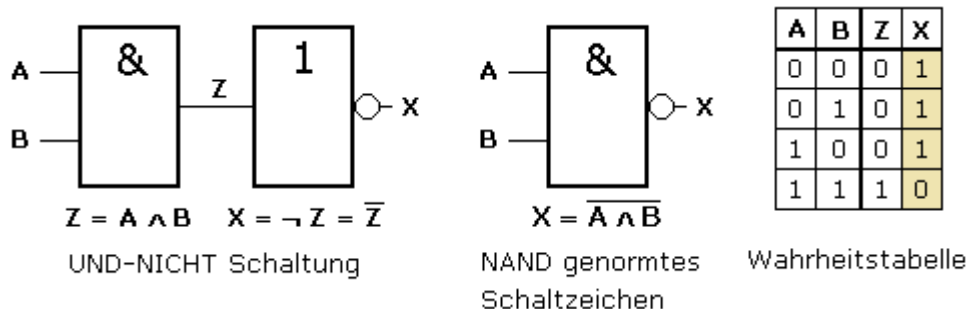 A
B
&
Z
1
X
Z = A ∧ B
X = ¬ Z = Z̅
UND-NICHT Schaltung
A
B
&
X
X = A̅ ∧̅ B̅
NAND genormtes
Schaltzeichen
A B Z X
0 0 0 1
0 1 0 1
1 0 0 1
1 1 1 0
Wahrheitstabelle